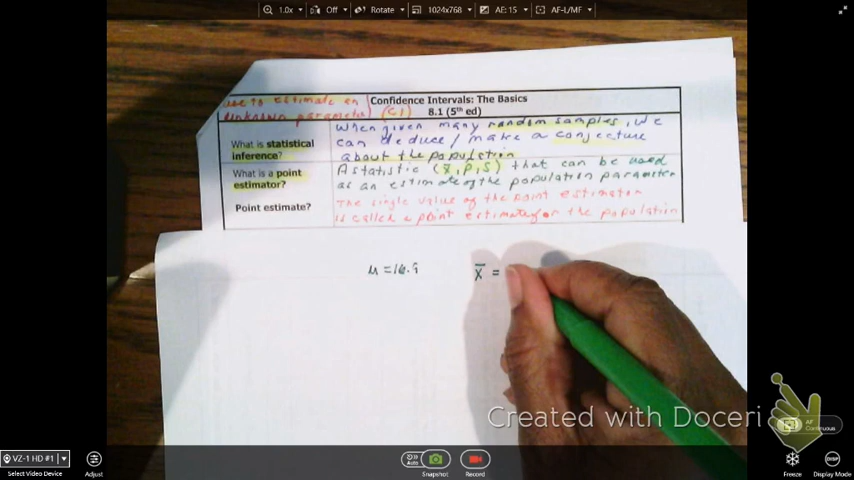 1.0x Off Rotate 1024x768 AE: 15 AF-L/MF
use to estimate an
unknown parameter (C.I)
Confidence Intervals: The Basics
8.1 (5th ed)
What is statistical
inference?
When given many random samples, we
can deduce / make a conjecture
about the population
What is a point
estimator?
A statistic (x̄, p̂, s) that can be used
as an estimate of the population parameter
Point estimate?
The single value of the point estimator
is called a point estimate for the population
μ = 16.5
x̄ =
Created with Doceri
AF
Continuous
VZ-1 HD #1
Select Video Device
Adjust
Auto
Snapshot
Record
Freeze
DISP
Display Mode